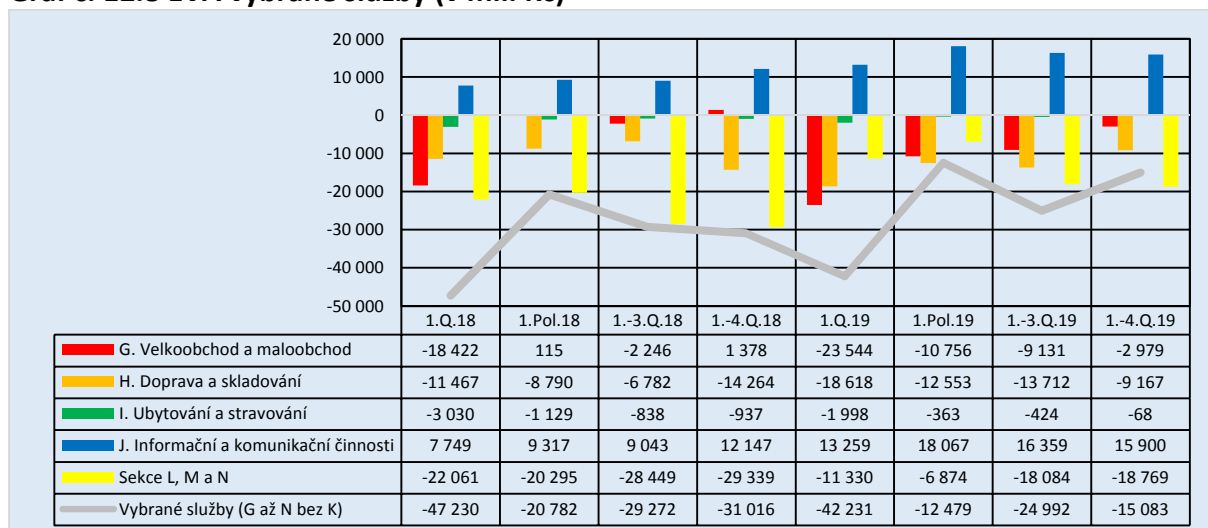 Vybrané služby (v mil. Kč)
20 000
10 000
0
-10 000
-20 000
-30 000
-40 000
-50 000
1.Q.18 1.Pol.18 1.-3.Q.18 1.-4.Q.18 1.Q.19 1.Pol.19 1.-3.Q.19 1.-4.Q.19
G. Velkoobchod a maloobchod -18 422 115 -2 246 1 378 -23 544 -10 756 -9 131 -2 979
H. Doprava a skladování -11 467 -8 790 -6 782 -14 264 -18 618 -12 553 -13 712 -9 167
I. Ubytování a stravování -3 030 -1 129 -838 -937 -1 998 -363 -424 -68
J. Informační a komunikační činnosti 7 749 9 317 9 043 12 147 13 259 18 067 16 359 15 900
Sekce L, M a N -22 061 -20 295 -28 449 -29 339 -11 330 -6 874 -18 084 -18 769
Vybrané služby (G až N bez K) -47 230 -20 782 -29 272 -31 016 -42 231 -12 479 -24 992 -15 083